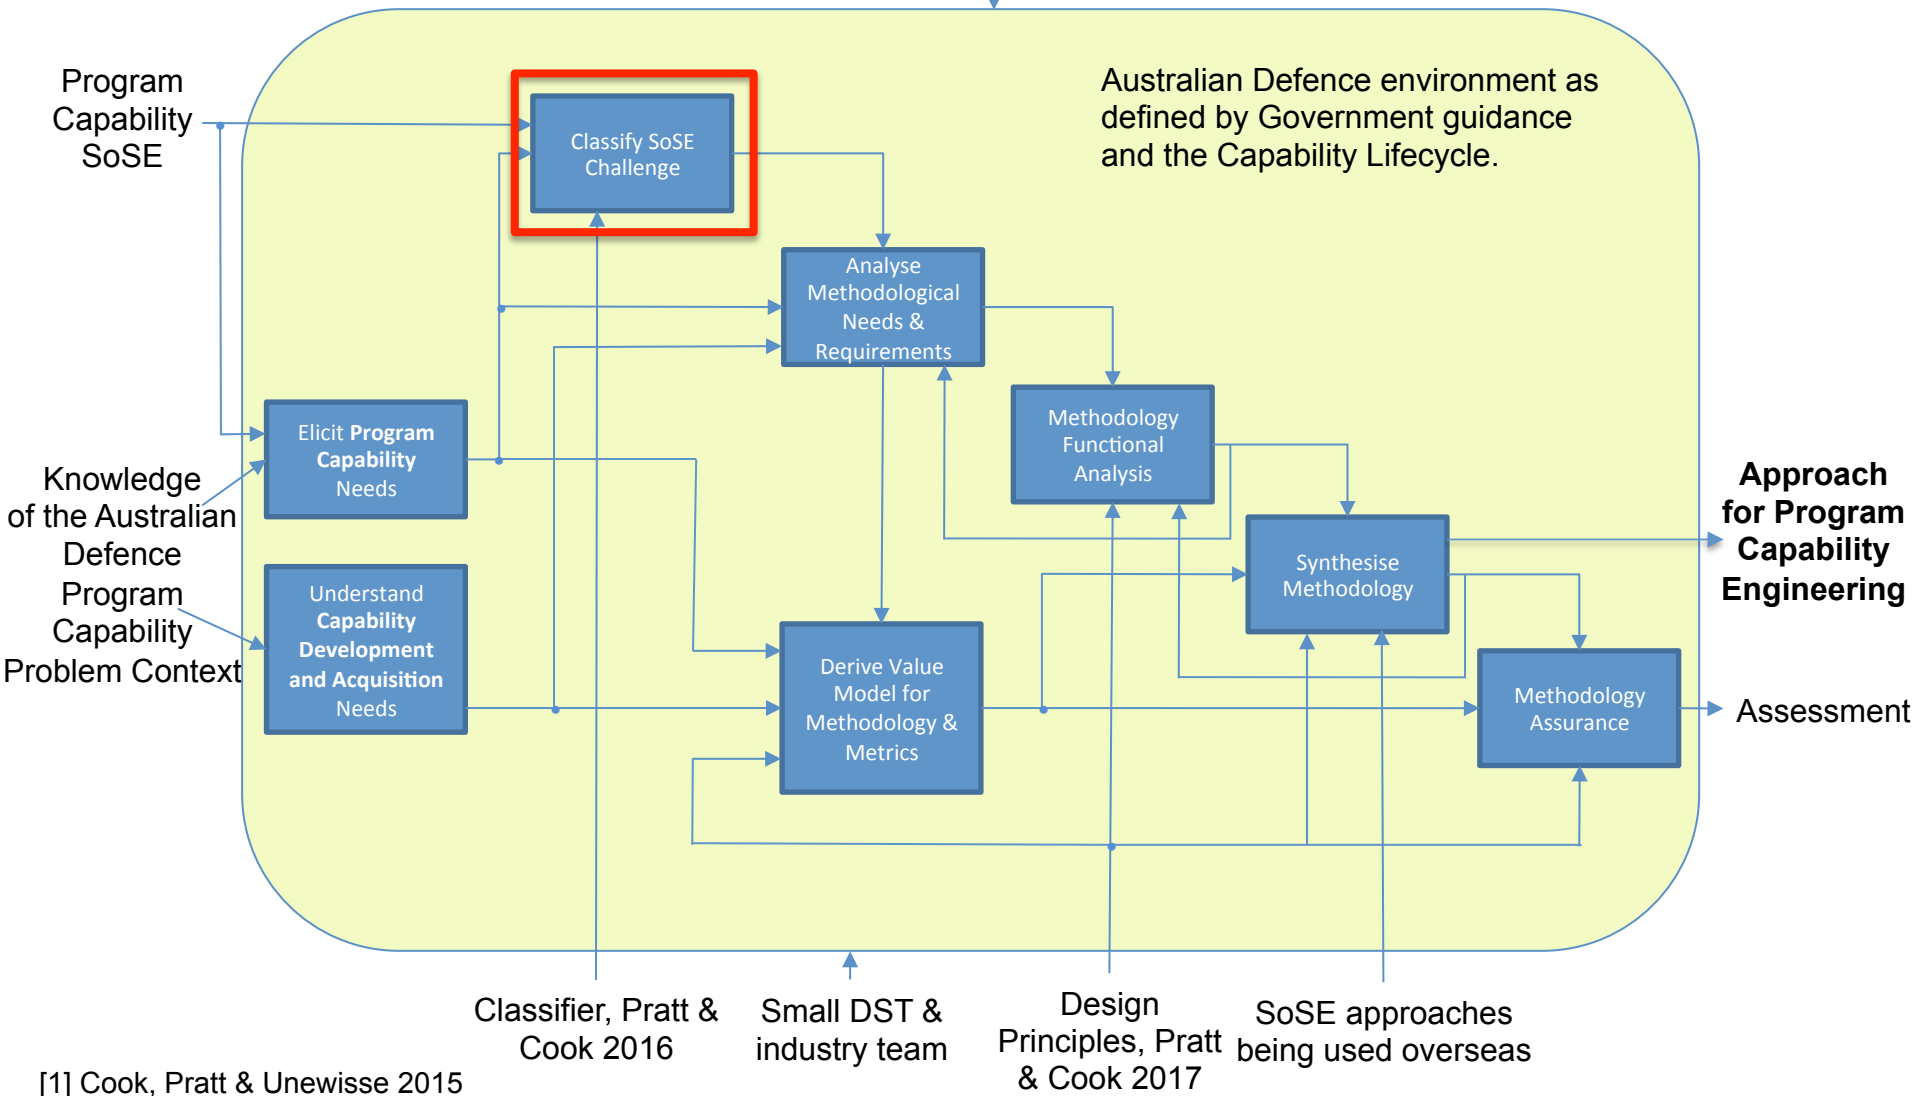 Program
Capability
SoSE
Classify SoSE
Challenge
Australian Defence environment as
defined by Government guidance
and the Capability Lifecycle.
Analyse
Methodological
Needs &
Requirements
Elicit Program
Capability
Needs
Methodology
Functional
Analysis
Knowledge
of the Australian
Defence
Program
Capability
Problem Context
Understand
Capability
Development
and Acquisition
Needs
Synthesise
Methodology
Approach
for Program
Capability
Engineering
Derive Value
Model for
Methodology &
Metrics
Methodology
Assurance
Assessment
Classifier, Pratt &
Cook 2016
Small DST &
industry team
Design
Principles, Pratt
& Cook 2017
SoSE approaches
being used overseas
[1] Cook, Pratt & Unewisse 2015